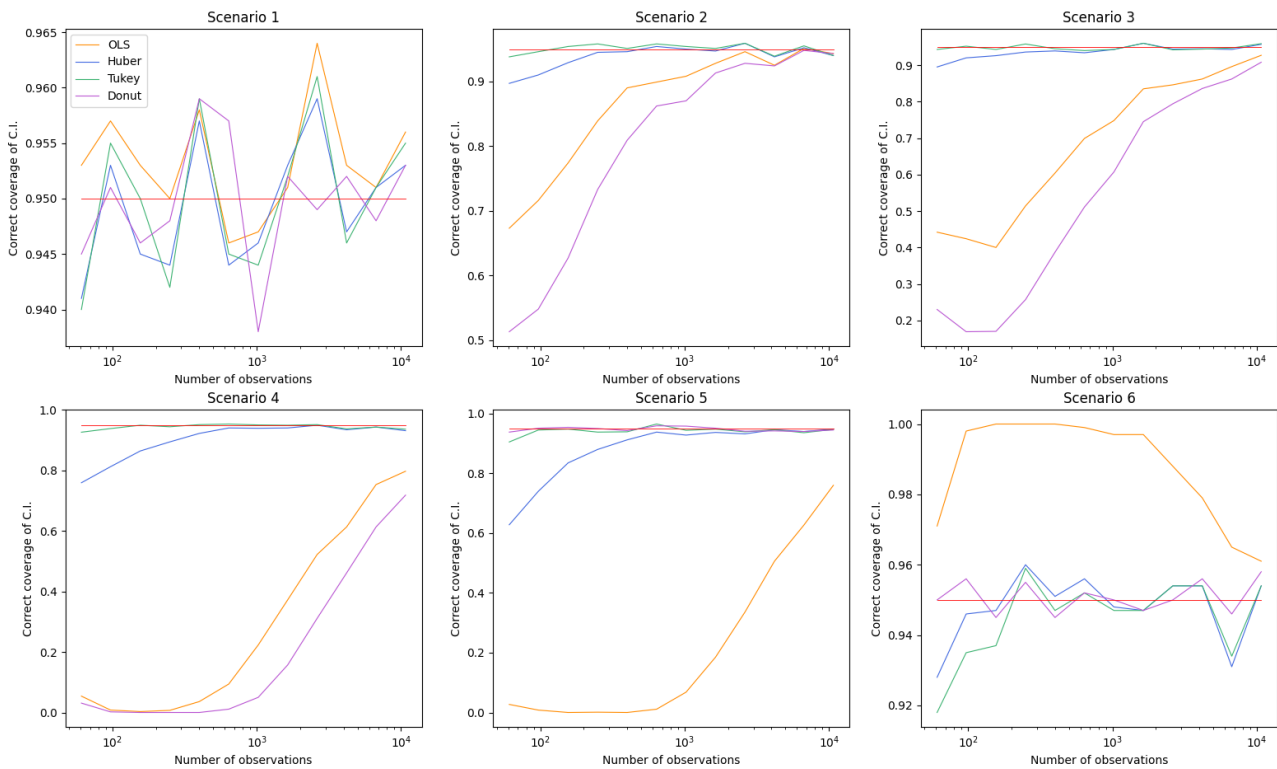 Scenario 1
0.965
0.960
0.955
0.950
0.945
0.940
Correct coverage of C.I.
OLS
Huber
Tukey
Donut
10²
10³
10⁴
Number of observations
Scenario 2
0.9
0.8
0.7
0.6
0.5
Correct coverage of C.I.
10²
10³
10⁴
Number of observations
Scenario 3
0.9
0.8
0.7
0.6
0.5
0.4
0.3
0.2
Correct coverage of C.I.
10²
10³
10⁴
Number of observations
Scenario 4
1.0
0.8
0.6
0.4
0.2
0.0
Correct coverage of C.I.
10²
10³
10⁴
Number of observations
Scenario 5
1.0
0.8
0.6
0.4
0.2
0.0
Correct coverage of C.I.
10²
10³
10⁴
Number of observations
Scenario 6
1.00
0.98
0.96
0.94
0.92
Correct coverage of C.I.
10²
10³
10⁴
Number of observations